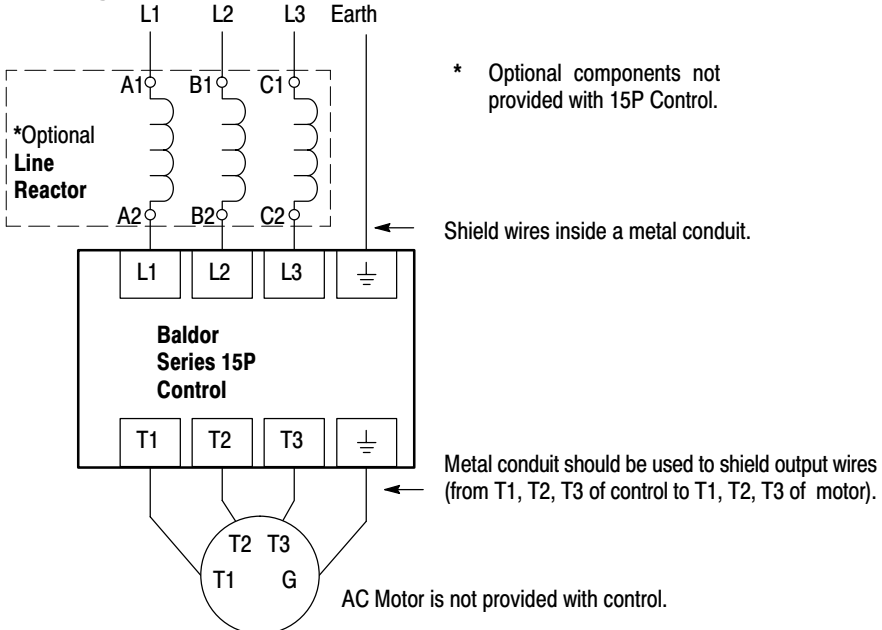 L1 L2 L3 Earth
* Optional components not
provided with 15P Control.
A1 B1 C1
*Optional
Line
Reactor
A2 B2 C2
Shield wires inside a metal conduit.
L1 L2 L3
Baldor
Series 15P
Control
T1 T2 T3
Metal conduit should be used to shield output wires
(from T1, T2, T3 of control to T1, T2, T3 of motor).
T2 T3
T1 G
AC Motor is not provided with control.